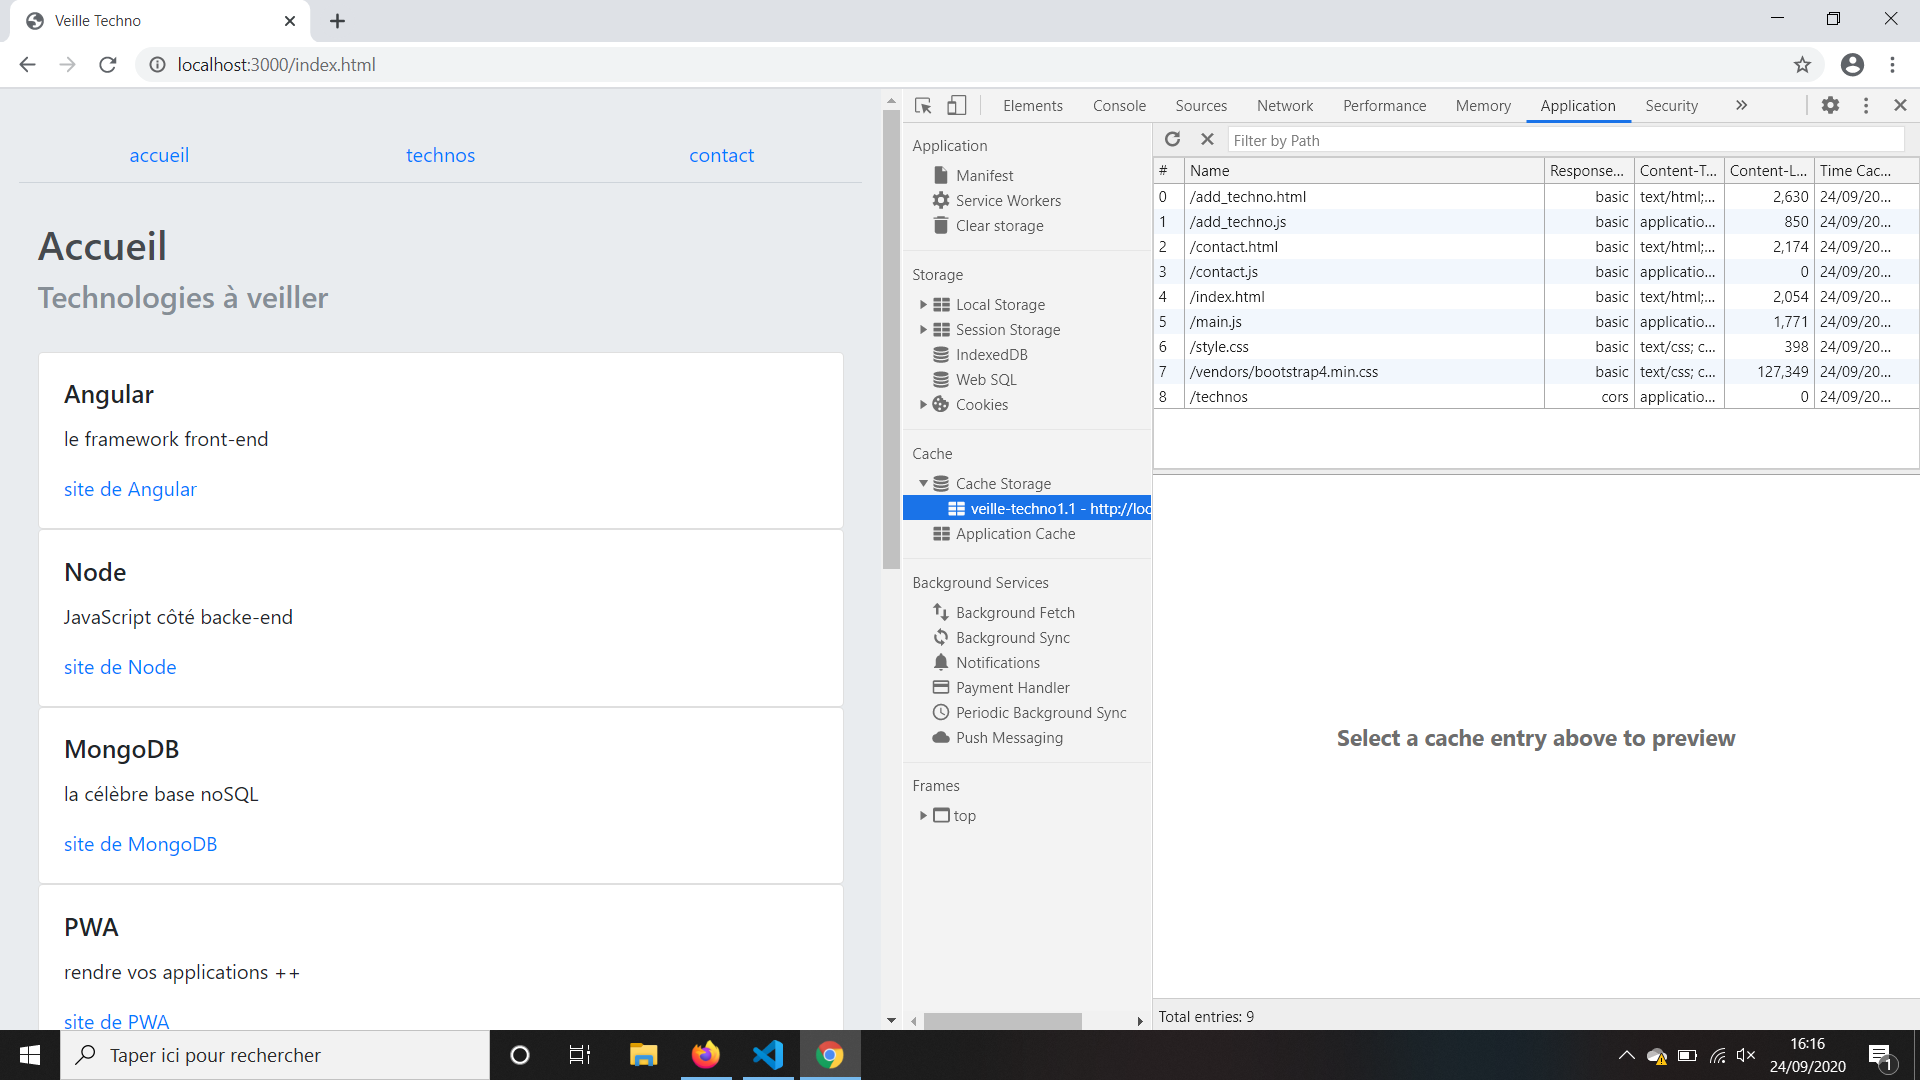 Veille Techno
localhost:3000/index.html
accueil technos contact
Accueil
Technologies à veiller
Angular
le framework front-end
site de Angular
Node
JavaScript côté backe-end
site de Node
MongoDB
la célèbre base noSQL
site de MongoDB
PWA
rendre vos applications ++
site de PWA
Elements Console Sources Network Performance Memory Application Security
Application
Manifest
Service Workers
Clear storage
Storage
Local Storage
Session Storage
IndexedDB
Web SQL
Cookies
Cache
Cache Storage
veille-techno1.1 - http://loc
Application Cache
Background Services
Background Fetch
Background Sync
Notifications
Payment Handler
Periodic Background Sync
Push Messaging
Frames
top
Filter by Path
# Name Response... Content-T... Content-L... Time Cac...
0 /add_techno.html basic text/html;... 2,630 24/09/20...
1 /add_techno.js basic applicatio... 850 24/09/20...
2 /contact.html basic text/html;... 2,174 24/09/20...
3 /contact.js basic applicatio... 0 24/09/20...
4 /index.html basic text/html;... 2,054 24/09/20...
5 /main.js basic applicatio... 1,771 24/09/20...
6 /style.css basic text/css; c... 398 24/09/20...
7 /vendors/bootstrap4.min.css basic text/css; c... 127,349 24/09/20...
8 /technos cors applicatio... 0 24/09/20...
Select a cache entry above to preview
Total entries: 9
Taper ici pour rechercher
16:16
24/09/2020
1